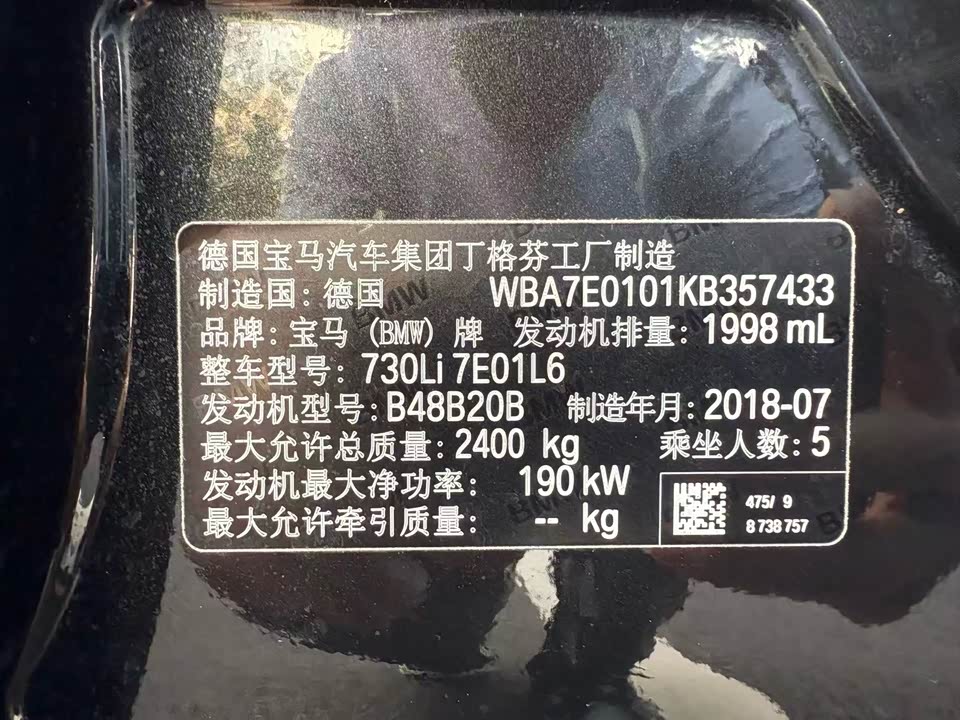 德国宝马汽车集团丁格芬工厂制造
制造国：德国 WBA7E0101KB357433
品牌：宝马（BMW）牌 发动机排量：1998 mL
整车型号：730Li 7E01L6
发动机型号：B48B20B 制造年月：2018-07
最大允许总质量：2400 kg 乘坐人数：5
发动机最大净功率： 190 kW
最大允许牵引质量： -- kg
475/ 9
8 738 757